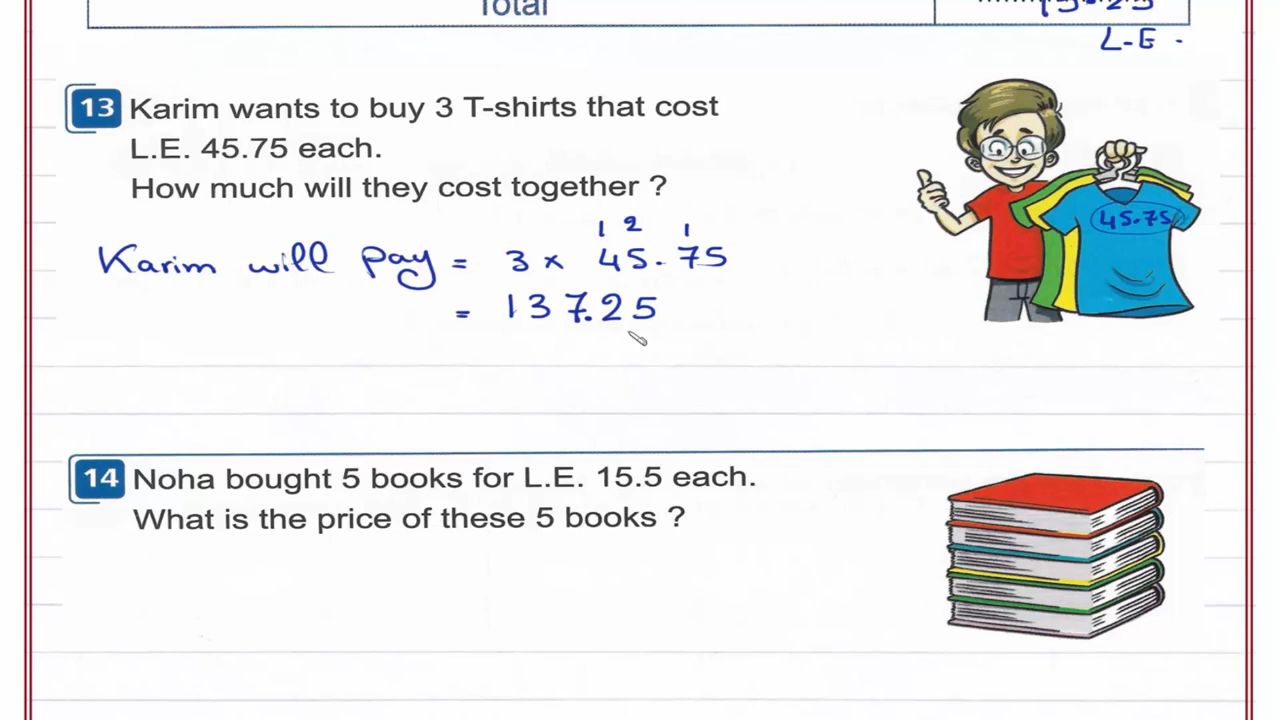 Total
L.E.
13 Karim wants to buy 3 T-shirts that cost
L.E. 45.75 each.
How much will they cost together ?
45.75
1 2 1
Karim will pay = 3 × 45.75
= 137.25
14 Noha bought 5 books for L.E. 15.5 each.
What is the price of these 5 books ?